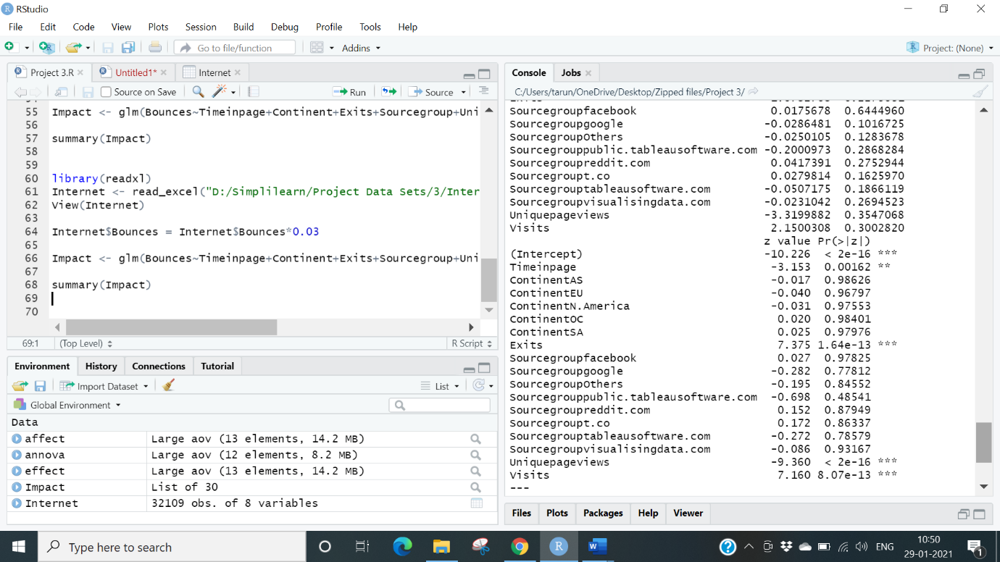 RStudio
File Edit Code View Plots Session Build Debug Profile Tools Help
Go to file/function Addins Project: (None)
Project 3.R Untitled1* Internet
Source on Save Run Source
55 Impact <- glm(Bounces~Timeinpage+Continent+Exits+Sourcegroup+Uni
56
57 summary(Impact)
58
59
60 library(readxl)
61 Internet <- read_excel("D:/Simplilearn/Project Data Sets/3/Inter
62 View(Internet)
63
64 Internet$Bounces = Internet$Bounces*0.03
65
66 Impact <- glm(Bounces~Timeinpage+Continent+Exits+Sourcegroup+Uni
67
68 summary(Impact)
69
70
69:1 (Top Level) R Script
Environment History Connections Tutorial
Import Dataset List
Global Environment
Data
affect Large aov (13 elements, 14.2 MB)
annova Large aov (12 elements, 8.2 MB)
effect Large aov (13 elements, 14.2 MB)
Impact List of 30
Internet 32109 obs. of 8 variables
Console Jobs
C:/Users/tarun/OneDrive/Desktop/Zipped files/Project 3/
Sourcegroupfacebook 0.0175678 0.6444960
Sourcegroupgoogle -0.0286481 0.1016725
SourcegroupOthers -0.0250105 0.1283678
Sourcegrouppublic.tableausoftware.com -0.2000973 0.2868284
Sourcegroupreddit.com 0.0417391 0.2752944
Sourcegroupt.co 0.0279814 0.1625970
Sourcegrouptableausoftware.com -0.0507175 0.1866119
Sourcegroupvisualisingdata.com -0.0231042 0.2694523
Uniquepageviews -3.3199882 0.3547068
Visits 2.1500308 0.3002820
z value Pr(>|z|)
(Intercept) -10.226 < 2e-16 ***
Timeinpage -3.153 0.00162 **
ContinentAS -0.017 0.98626
ContinentEU -0.040 0.96797
ContinentN.America -0.031 0.97553
ContinentOC 0.020 0.98401
ContinentSA 0.025 0.97976
Exits 7.375 1.64e-13 ***
Sourcegroupfacebook 0.027 0.97825
Sourcegroupgoogle -0.282 0.77812
SourcegroupOthers -0.195 0.84552
Sourcegrouppublic.tableausoftware.com -0.698 0.48541
Sourcegroupreddit.com 0.152 0.87949
Sourcegroupt.co 0.172 0.86337
Sourcegrouptableausoftware.com -0.272 0.78579
Sourcegroupvisualisingdata.com -0.086 0.93167
Uniquepageviews -9.360 < 2e-16 ***
Visits 7.160 8.07e-13 ***
---
Files Plots Packages Help Viewer
Type here to search
ENG
10:50
29-01-2021
1